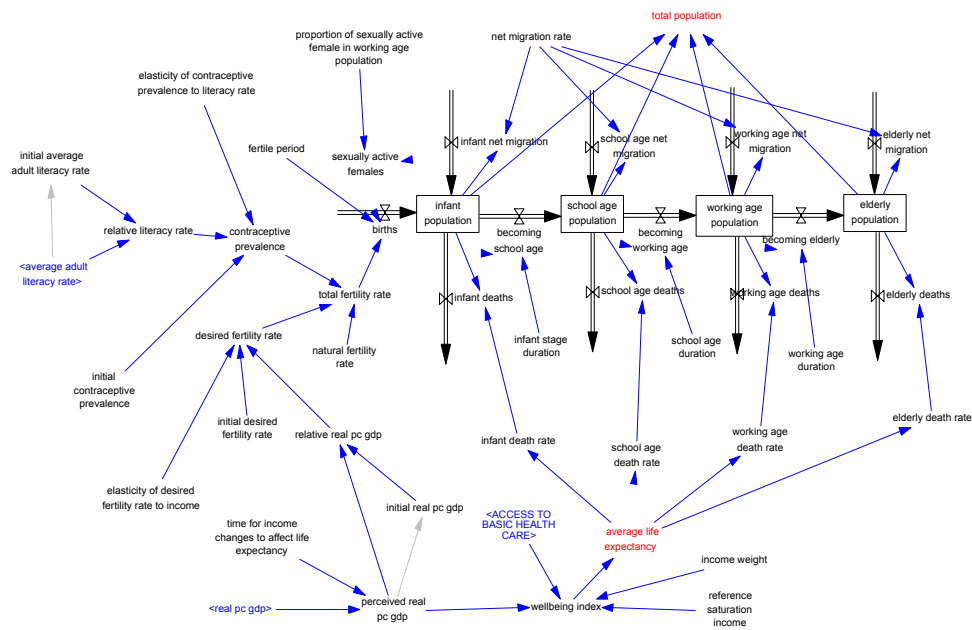 total population
proportion of sexually active
female in working age
population
net migration rate
elasticity of contraceptive
prevalence to literacy rate
initial average
adult literacy rate
fertile period
sexually active
females
infant net migration
school age net
migration
working age net
migration
elderly net
migration
relative literacy rate
contraceptive
prevalence
births
infant
population
school age
population
working age
population
elderly
population
becoming
school age
becoming
working age
becoming elderly
<average adult
literacy rate>
total fertility rate
infant deaths
school age deaths
working age deaths
elderly deaths
desired fertility rate
natural fertility
rate
infant stage
duration
school age
duration
working age
duration
initial
contraceptive
prevalence
initial desired
fertility rate
relative real pc gdp
infant death rate
school age
death rate
working age
death rate
elderly death rate
elasticity of desired
fertility rate to income
initial real pc gdp
<ACCESS TO
BASIC HEALTH
CARE>
average life
expectancy
time for income
changes to affect life
expectancy
income weight
<real pc gdp>
perceived real
pc gdp
wellbeing index
reference
saturation
income